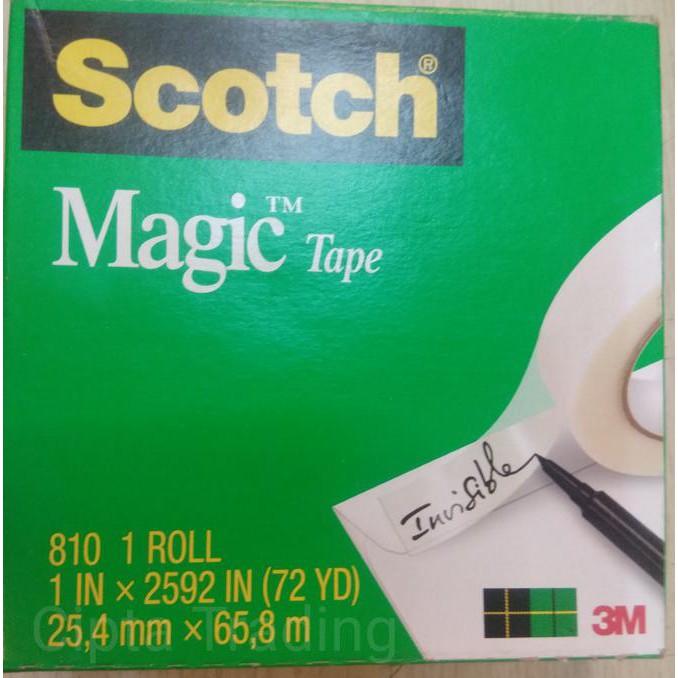 Scotch®
Magic™ Tape
Invisible
810 1 ROLL
1 IN × 2592 IN (72 YD)
25,4 mm × 65,8 m
3M
Cipta Trading